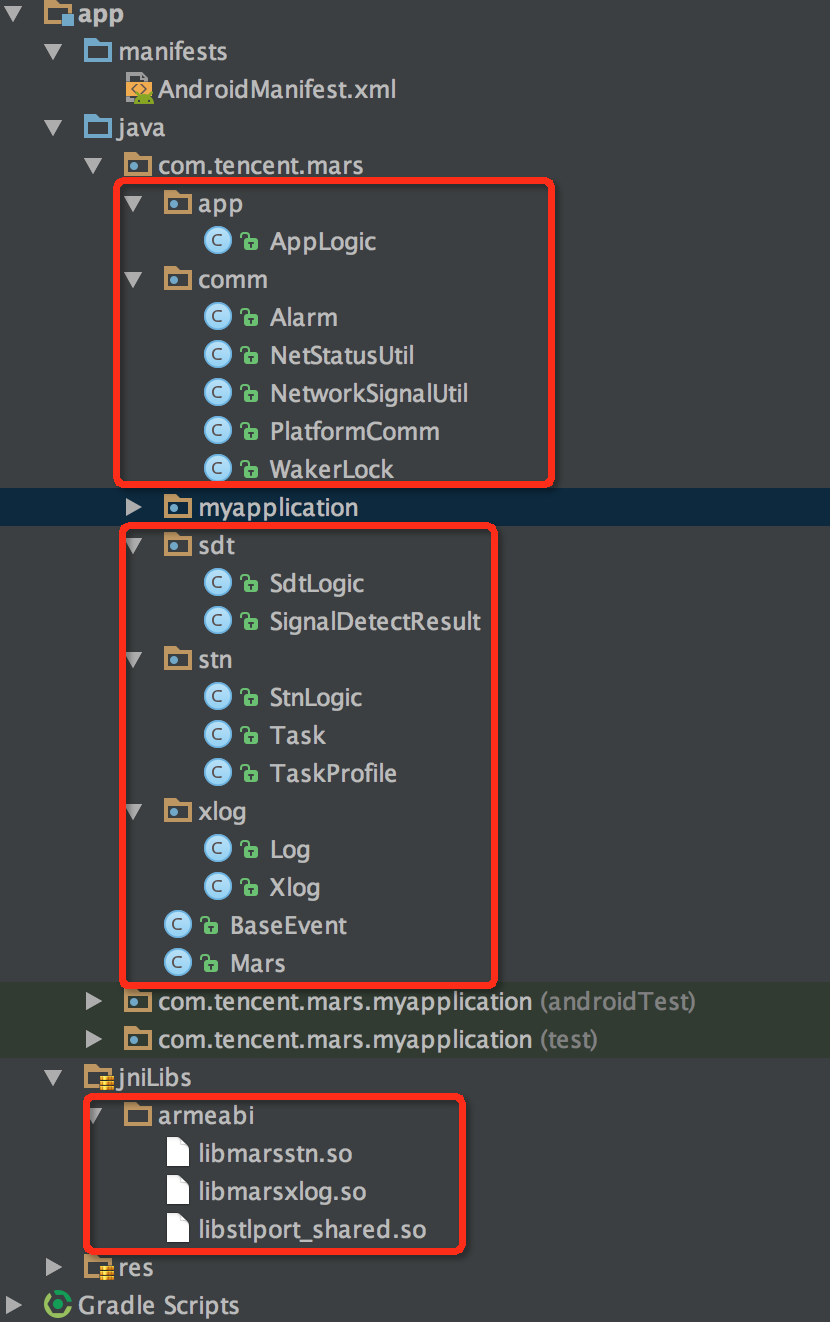 app
manifests
AndroidManifest.xml
java
com.tencent.mars
app
C AppLogic
comm
C Alarm
C NetStatusUtil
C NetworkSignalUtil
C PlatformComm
C WakerLock
myapplication
sdt
C SdtLogic
C SignalDetectResult
stn
C StnLogic
C Task
C TaskProfile
xlog
C Log
C Xlog
C BaseEvent
C Mars
com.tencent.mars.myapplication (androidTest)
com.tencent.mars.myapplication (test)
jniLibs
armeabi
libmarsstn.so
libmarsxlog.so
libstlport_shared.so
res
Gradle Scripts